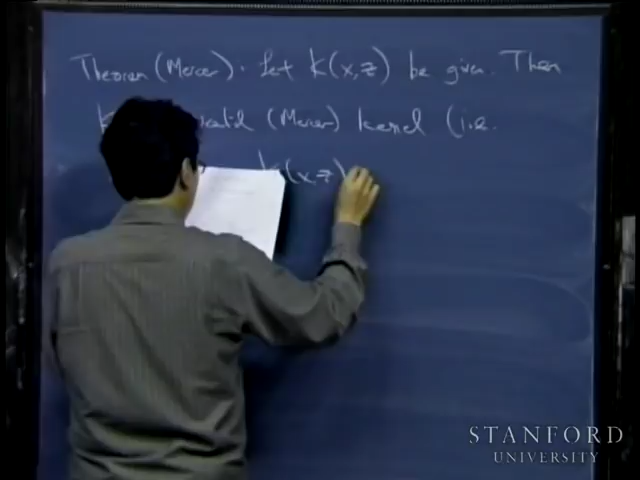 Theorem (Mercer). Let K(x,z) be given. Then
K valid (Mercer) kernel (i.e.
K(x,z)
STANFORD
UNIVERSITY